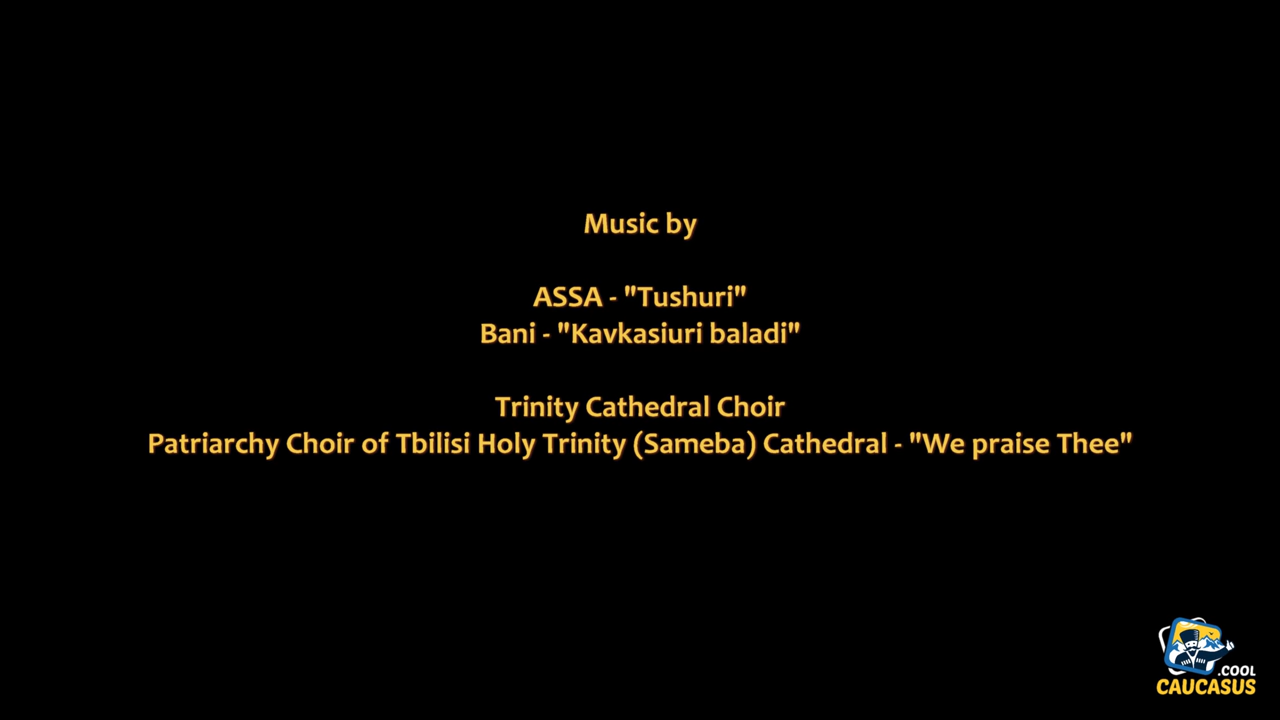 Music by
ASSA - "Tushuri"
Bani - "Kavkasiuri baladi"
Trinity Cathedral Choir
Patriarchy Choir of Tbilisi Holy Trinity (Sameba) Cathedral - "We praise Thee"
.COOL
CAUCASUS